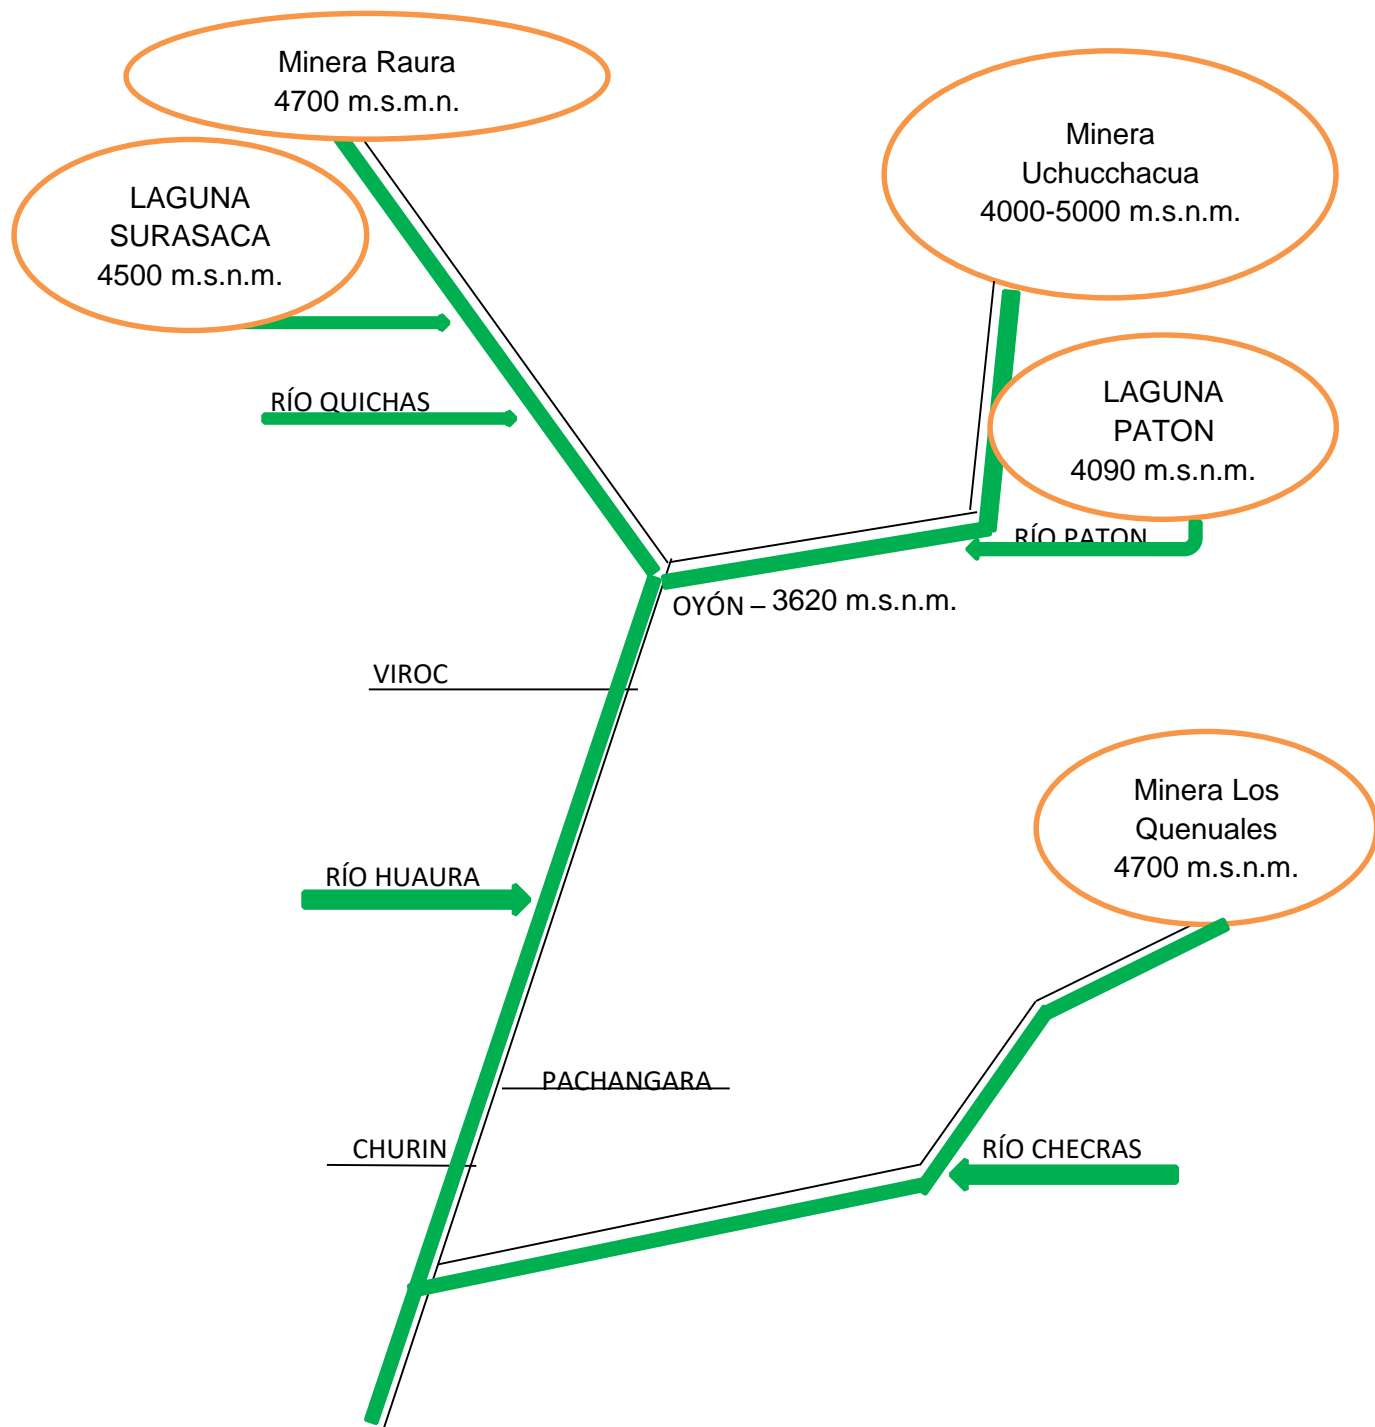 Minera Raura
4700 m.s.m.n.
LAGUNA
SURASACA
4500 m.s.n.m.
Minera
Uchucchacua
4000-5000 m.s.n.m.
RÍO QUICHAS
LAGUNA
PATON
4090 m.s.n.m.
RÍO PATON
OYÓN – 3620 m.s.n.m.
VIROC
Minera Los
Quenuales
4700 m.s.n.m.
RÍO HUAURA
PACHANGARA
CHURIN
RÍO CHECRAS